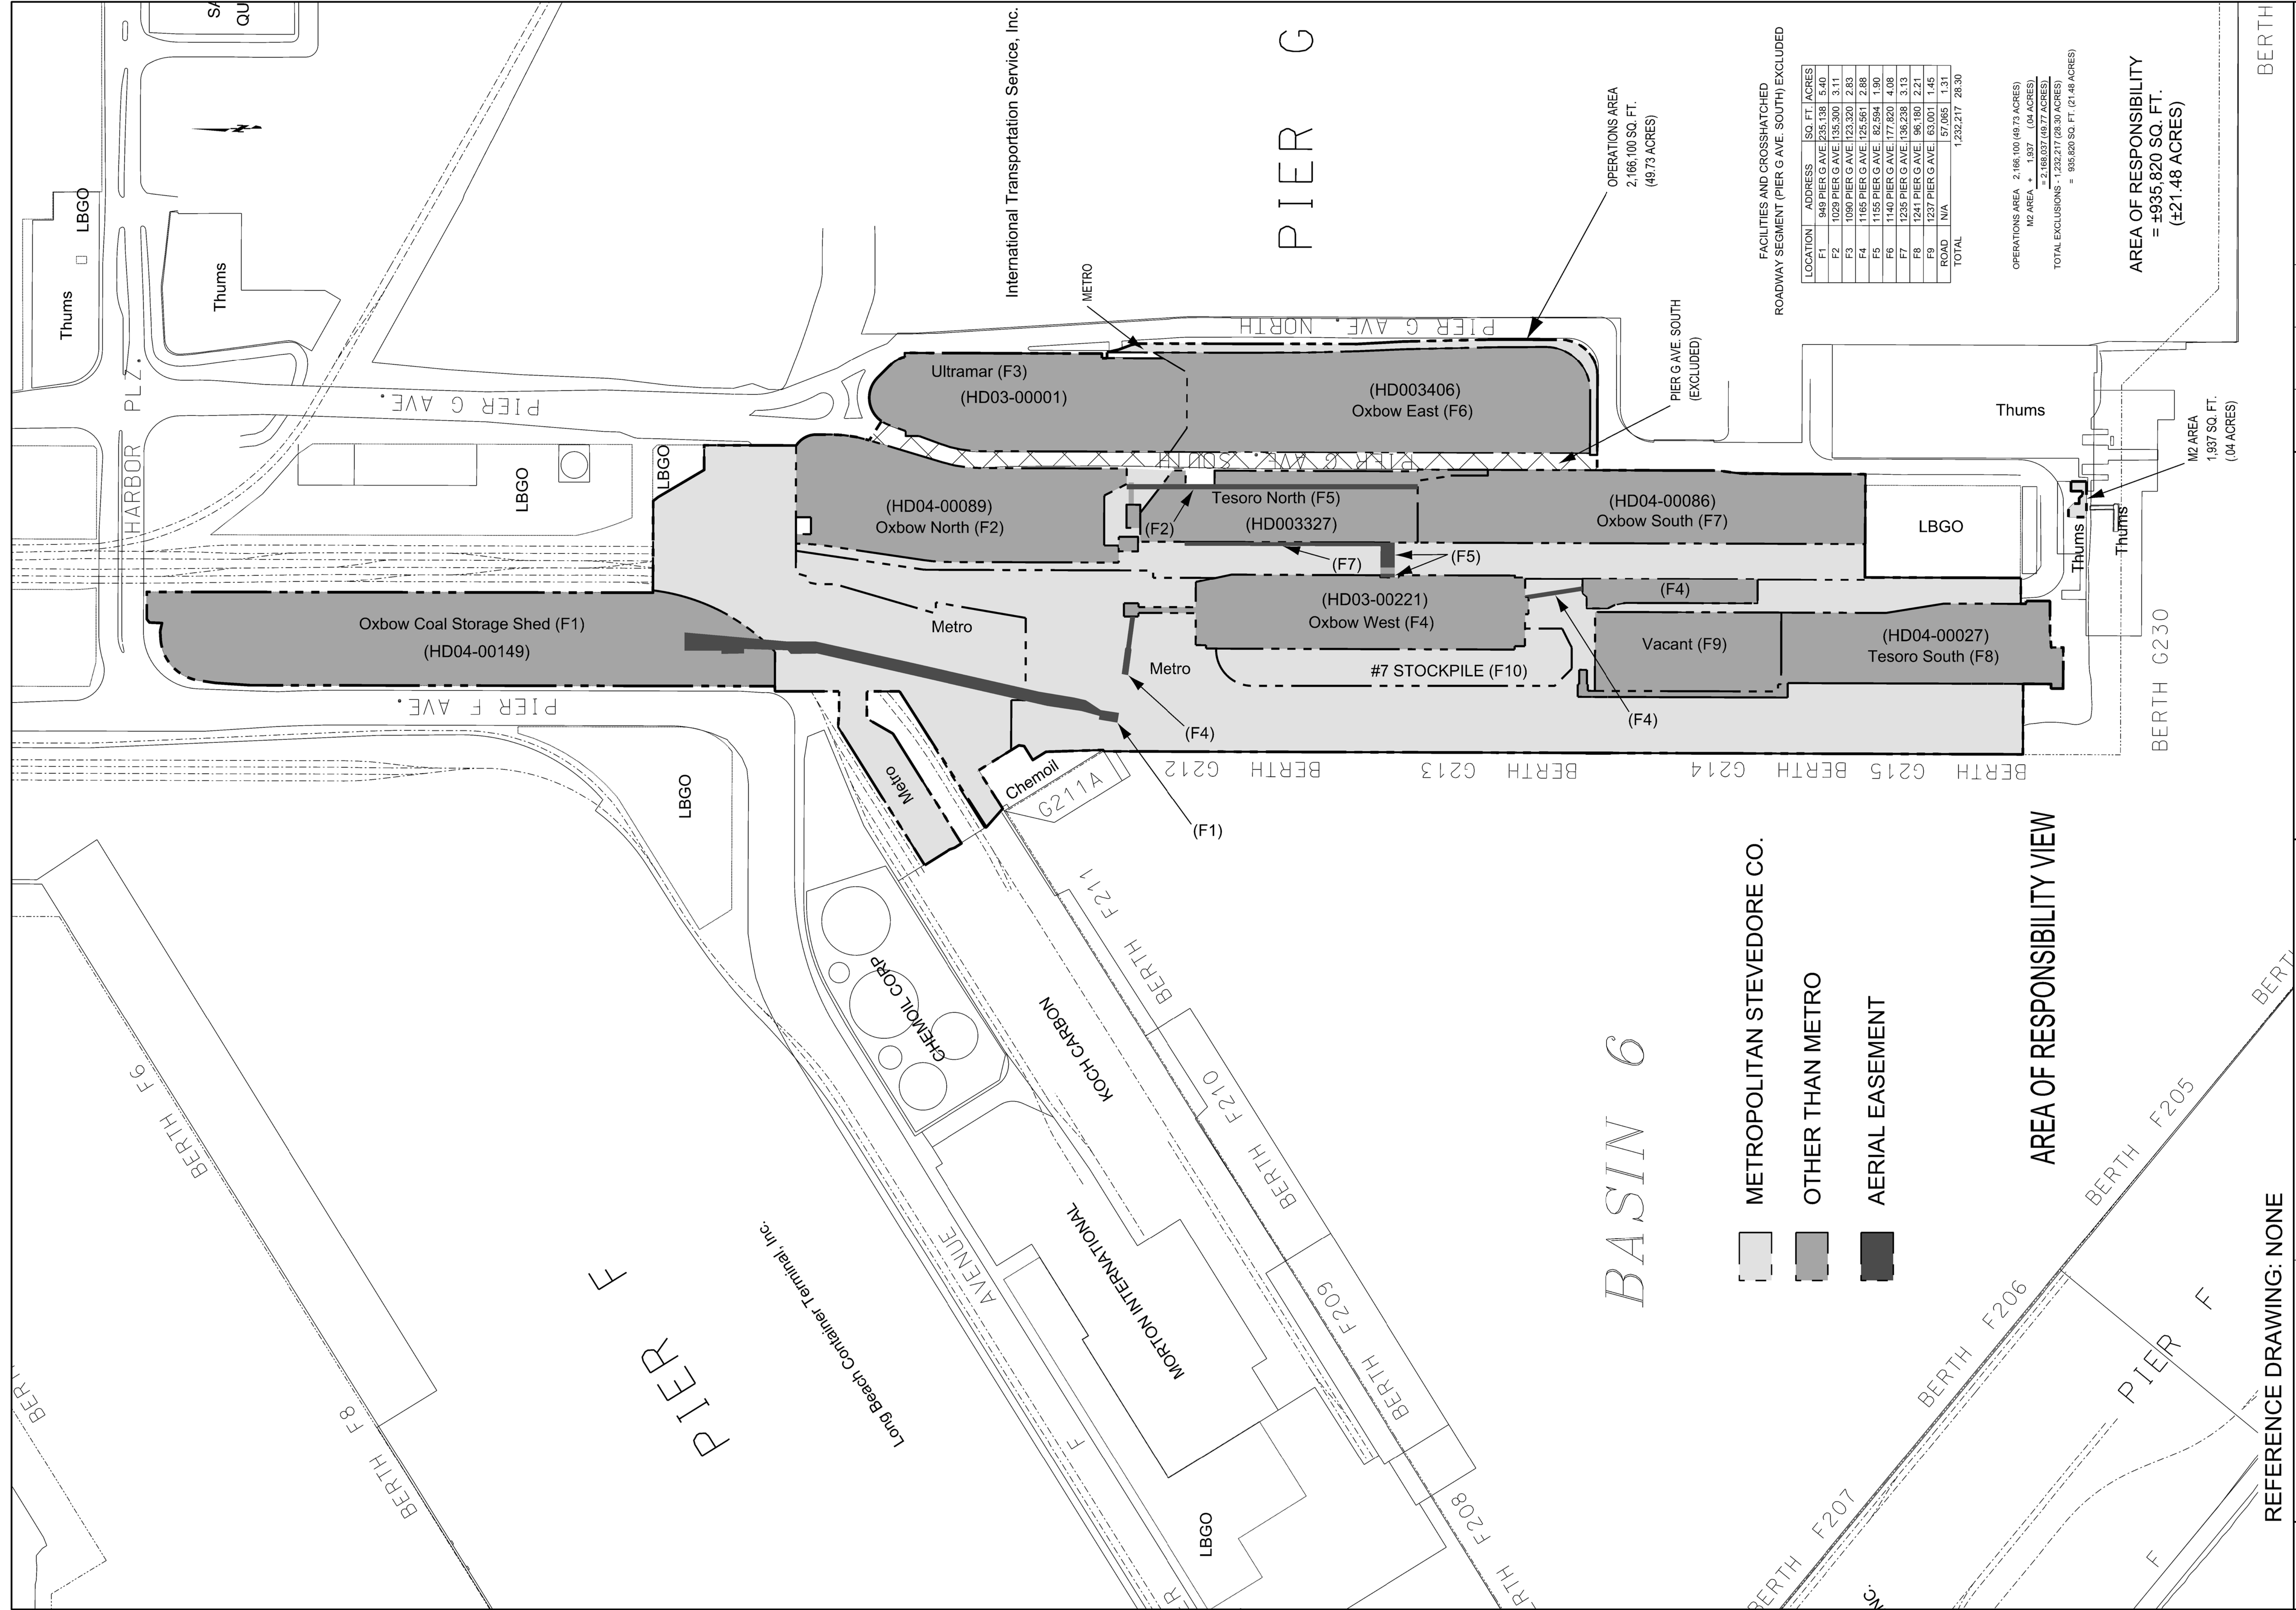 SA
QU
LBGO
Thums
Thums
HARBOR PLZ.
PIER G AVE.
LBGO
LBGO
International Transportation Service, Inc.
PIER G
METRO
PIER G AVE. NORTH
OPERATIONS AREA
2,166,100 SQ. FT.
(49.73 ACRES)
Ultramar (F3)
(HD03-00001)
(HD003406)
Oxbow East (F6)
PIER G AVE. SOUTH
(EXCLUDED)
PIER G AVE. SOUTH
FACILITIES AND CROSSHATCHED
ROADWAY SEGMENT (PIER G AVE. SOUTH) EXCLUDED
LOCATION ADDRESS SQ. FT. ACRES
F1 949 PIER G AVE. 235,138 5.40
F2 1029 PIER G AVE. 135,300 3.11
F3 1090 PIER G AVE. 123,320 2.83
F4 1165 PIER G AVE. 125,561 2.88
F5 1155 PIER G AVE. 82,594 1.90
F6 1140 PIER G AVE. 177,820 4.08
F7 1235 PIER G AVE. 136,238 3.13
F8 1241 PIER G AVE. 96,180 2.21
F9 1237 PIER G AVE. 63,001 1.45
ROAD N/A 57,065 1.31
TOTAL 1,232,217 28.30
OPERATIONS AREA 2,166,100 (49.73 ACRES)
M2 AREA + 1,937 (.04 ACRES)
= 2,168,037 (49.77 ACRES)
TOTAL EXCLUSIONS - 1,232,217 (28.30 ACRES)
= 935,820 SQ. FT. (21.48 ACRES)
AREA OF RESPONSIBILITY
= ±935,820 SQ. FT.
(±21.48 ACRES)
BERTH
(HD04-00089)
Oxbow North (F2)
(F2)
Tesoro North (F5)
(HD003327)
(HD04-00086)
Oxbow South (F7)
LBGO
Thums
M2 AREA
1,937 SQ. FT.
(.04 ACRES)
Thums
Thums
BERTH G230
(F7)
(F5)
Oxbow Coal Storage Shed (F1)
(HD04-00149)
Metro
Metro
(HD03-00221)
Oxbow West (F4)
#7 STOCKPILE (F10)
(F4)
Vacant (F9)
(HD04-00027)
Tesoro South (F8)
(F4)
(F4)
(F1)
PIER F AVE.
LBGO
Metro
Chemoil
G211A
G212 BERTH
G213 BERTH
G214 BERTH
G215 BERTH
BERTH
BERTH F211
CHEMOIL CORP
KOCH CARBON
BERTH F210
BERTH
MORTON INTERNATIONAL
F209
BERTH
F208
RTH
AVENUE
F
LBGO
PIER F
Long Beach Container Terminal, Inc.
BERTH F6
BERTH F8
BERTH
BASIN 6
METROPOLITAN STEVEDORE CO.
OTHER THAN METRO
AERIAL EASEMENT
AREA OF RESPONSIBILITY VIEW
BERTH F205
BERTH F206
BERTH F207
PIER F
F
REFERENCE DRAWING: NONE